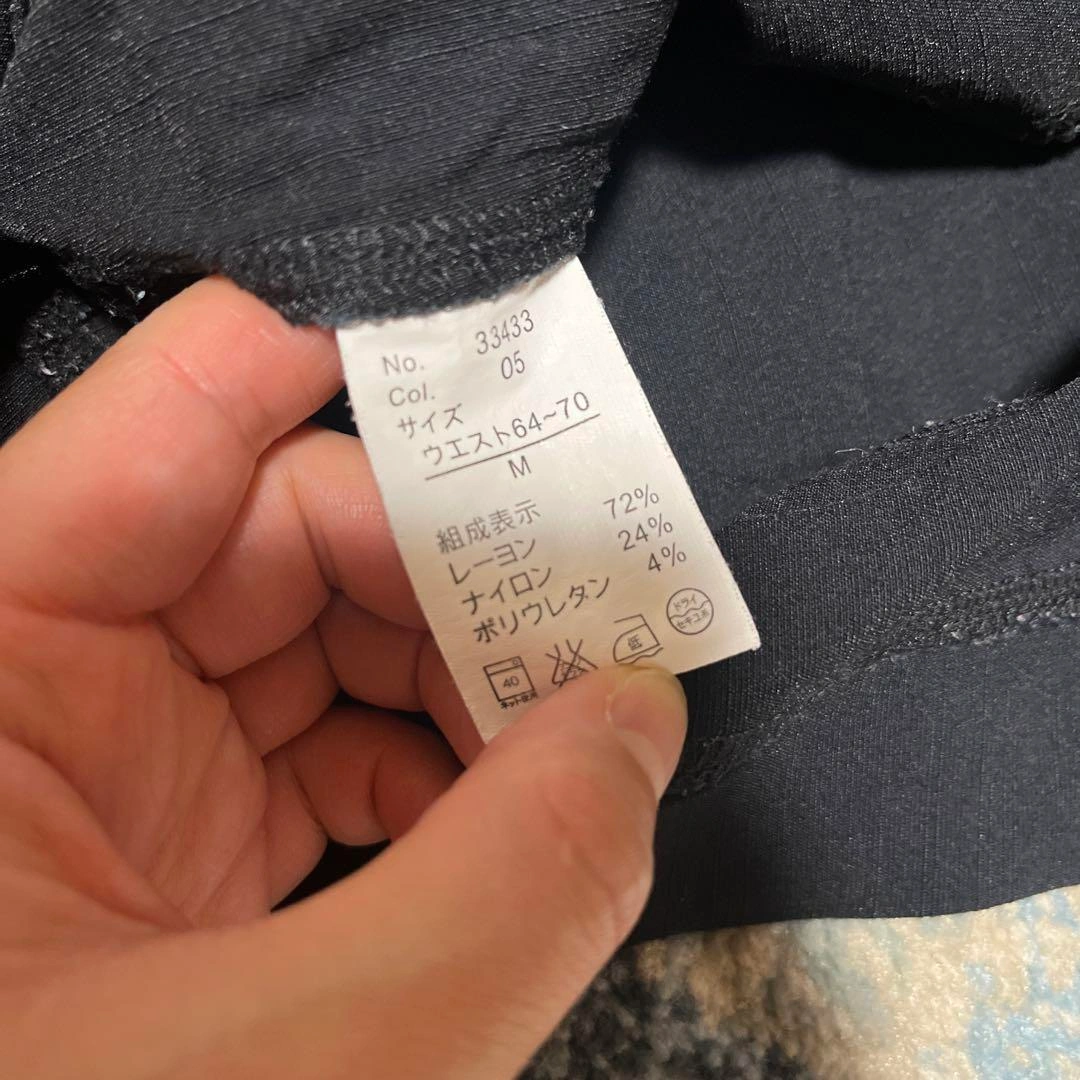 No. 33433
Col. 05
サイズ
ウエスト64~70
M
組成表示
レーヨン 72%
ナイロン 24%
ポリウレタン 4%
40
ネット使用
低
ドライ
セキユ系